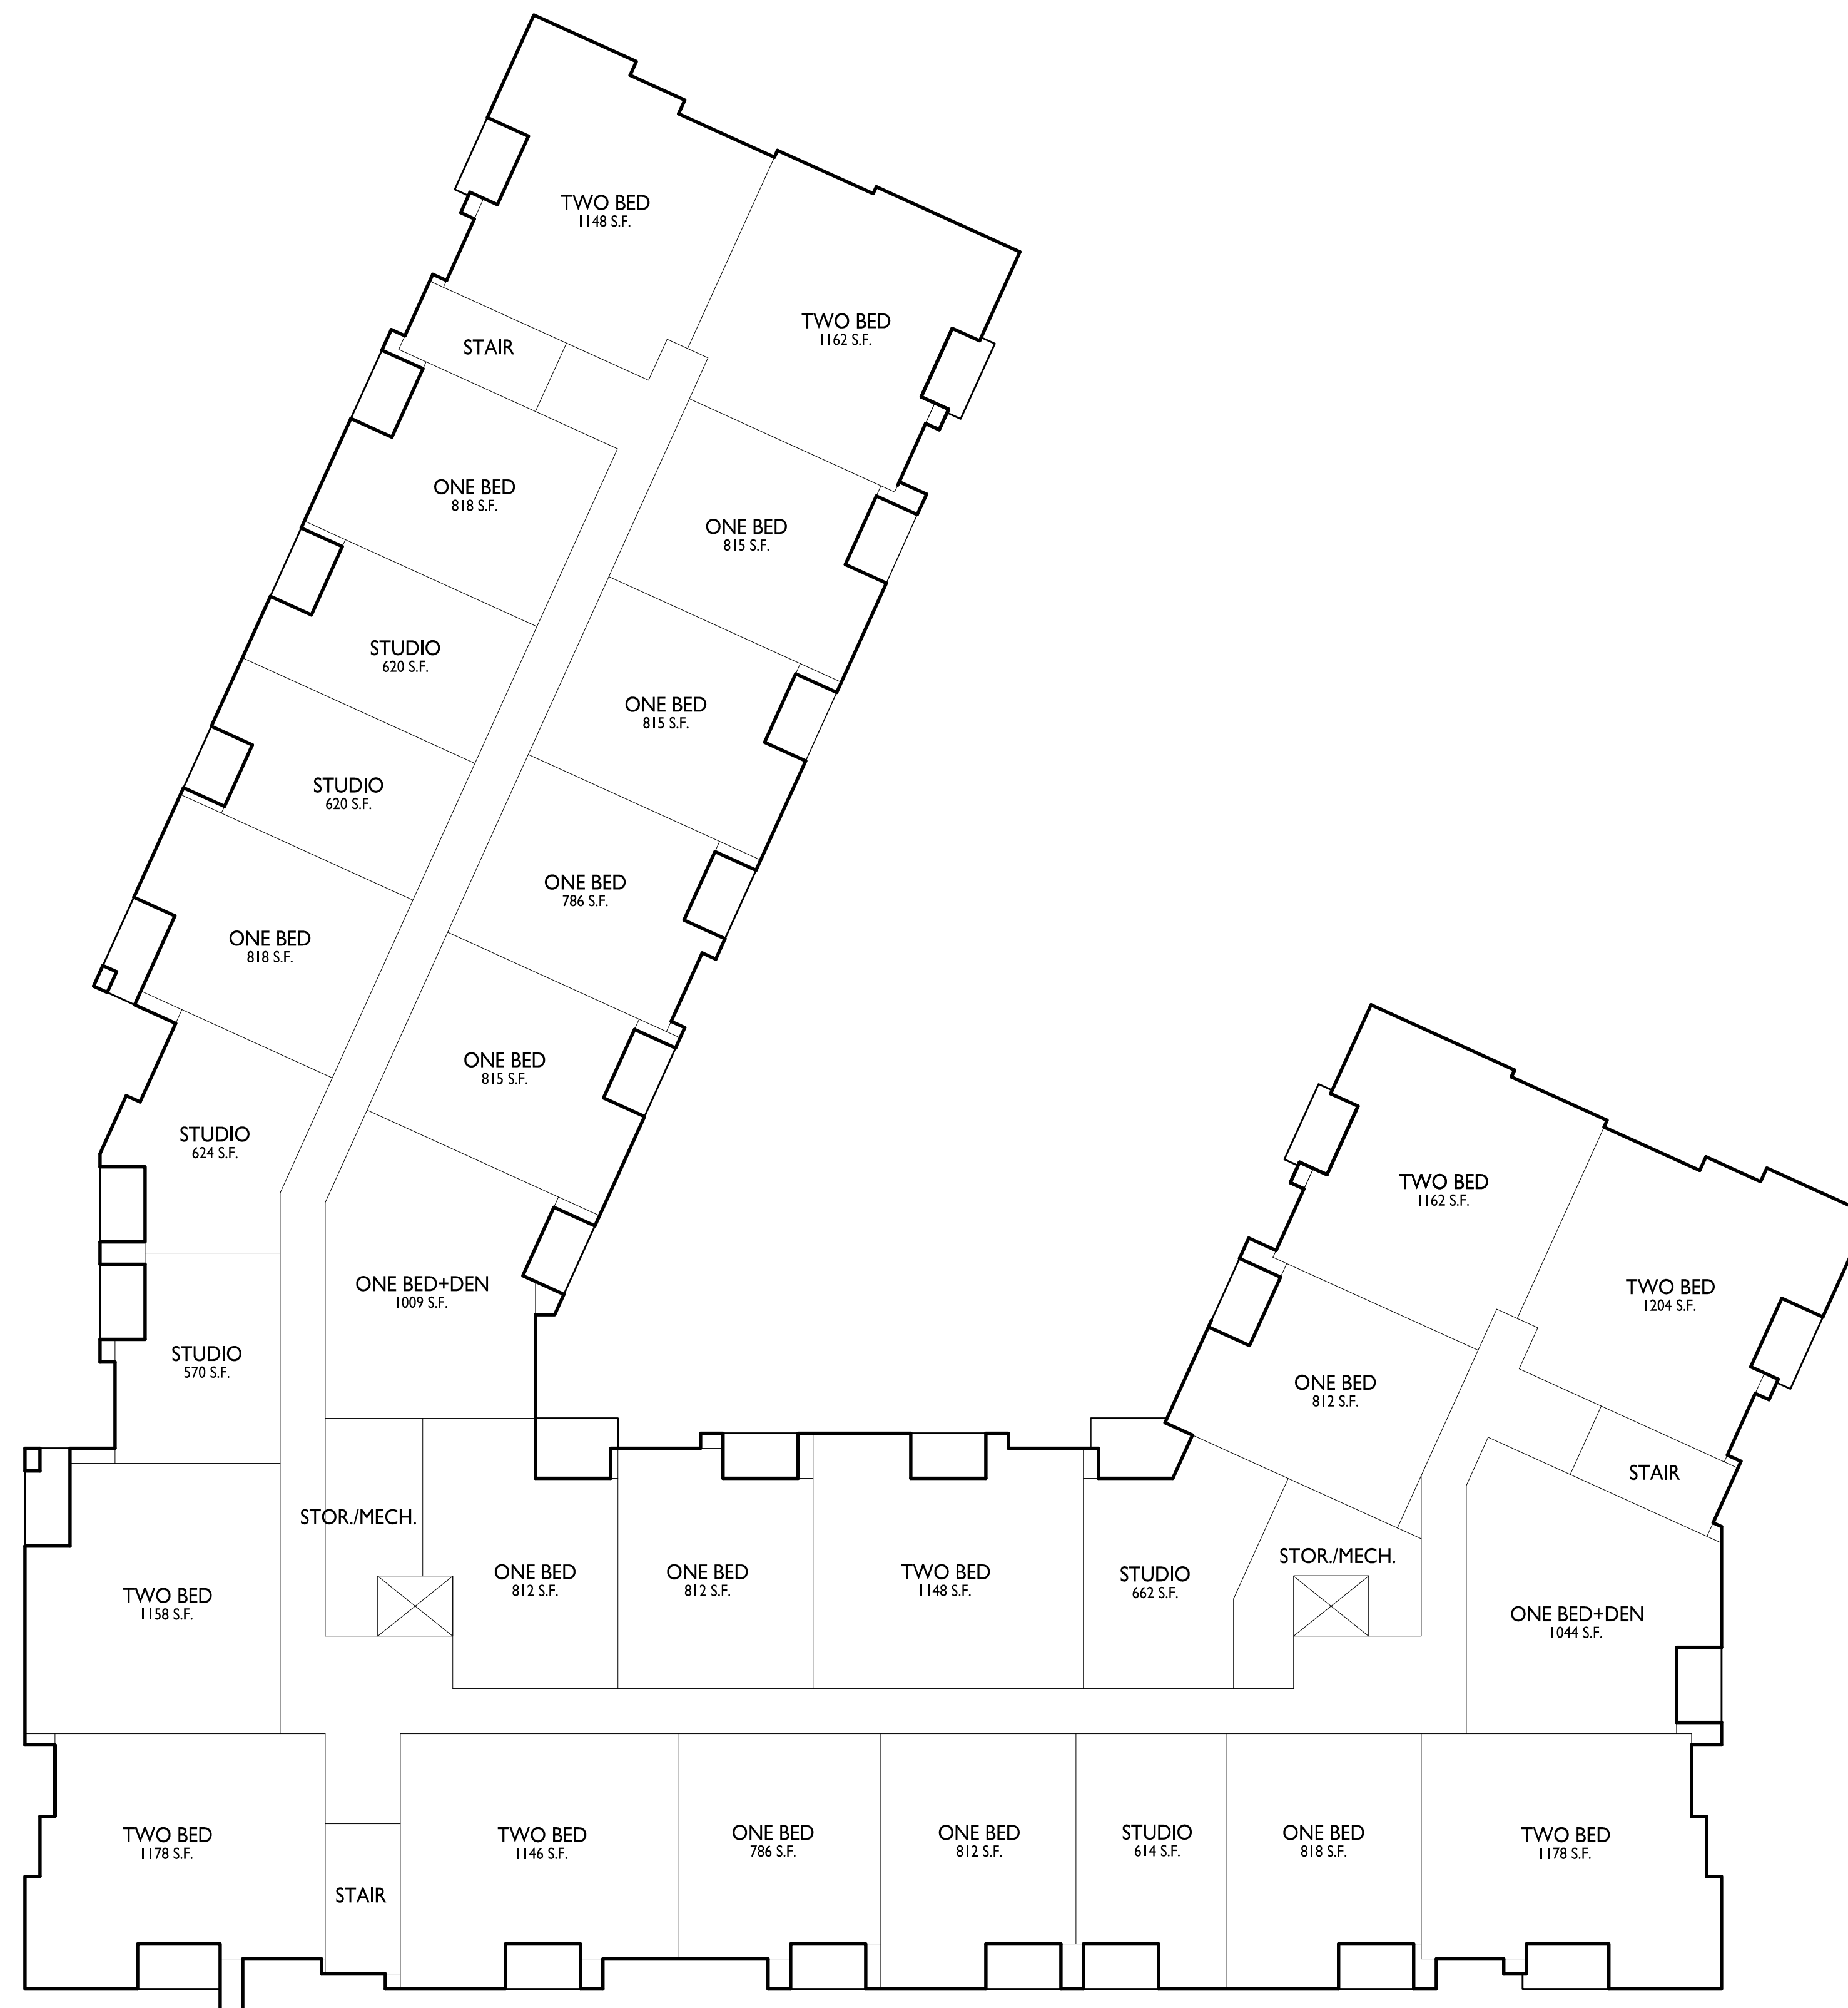 TWO BED
1148 S.F.
TWO BED
1162 S.F.
STAIR
ONE BED
818 S.F.
ONE BED
815 S.F.
STUDIO
620 S.F.
ONE BED
815 S.F.
STUDIO
620 S.F.
ONE BED
786 S.F.
ONE BED
818 S.F.
ONE BED
815 S.F.
STUDIO
624 S.F.
TWO BED
1162 S.F.
ONE BED+DEN
1009 S.F.
TWO BED
1204 S.F.
STUDIO
570 S.F.
ONE BED
812 S.F.
STAIR
STOR./MECH.
STOR./MECH.
TWO BED
1158 S.F.
ONE BED
812 S.F.
ONE BED
812 S.F.
TWO BED
1148 S.F.
STUDIO
662 S.F.
ONE BED+DEN
1044 S.F.
TWO BED
1178 S.F.
TWO BED
1146 S.F.
ONE BED
786 S.F.
ONE BED
812 S.F.
STUDIO
614 S.F.
ONE BED
818 S.F.
TWO BED
1178 S.F.
STAIR